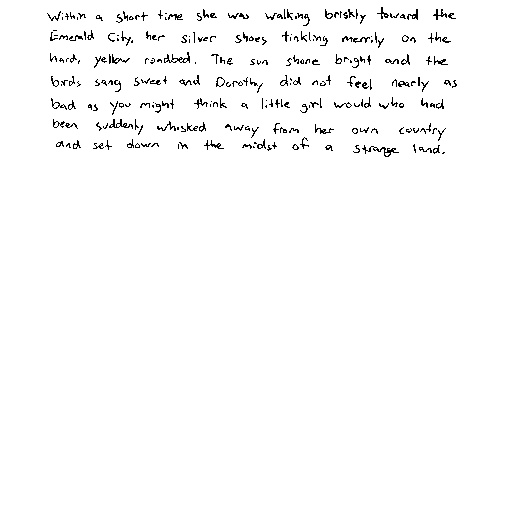 Within a short time she was walking briskly toward the
Emerald City, her silver shoes tinkling merrily on the
hard, yellow roadbed. The sun shone bright and the
birds sang sweet and Dorothy did not feel nearly as
bad as you might think a little girl would who had
been suddenly whisked away from her own country
and set down in the midst of a strange land.